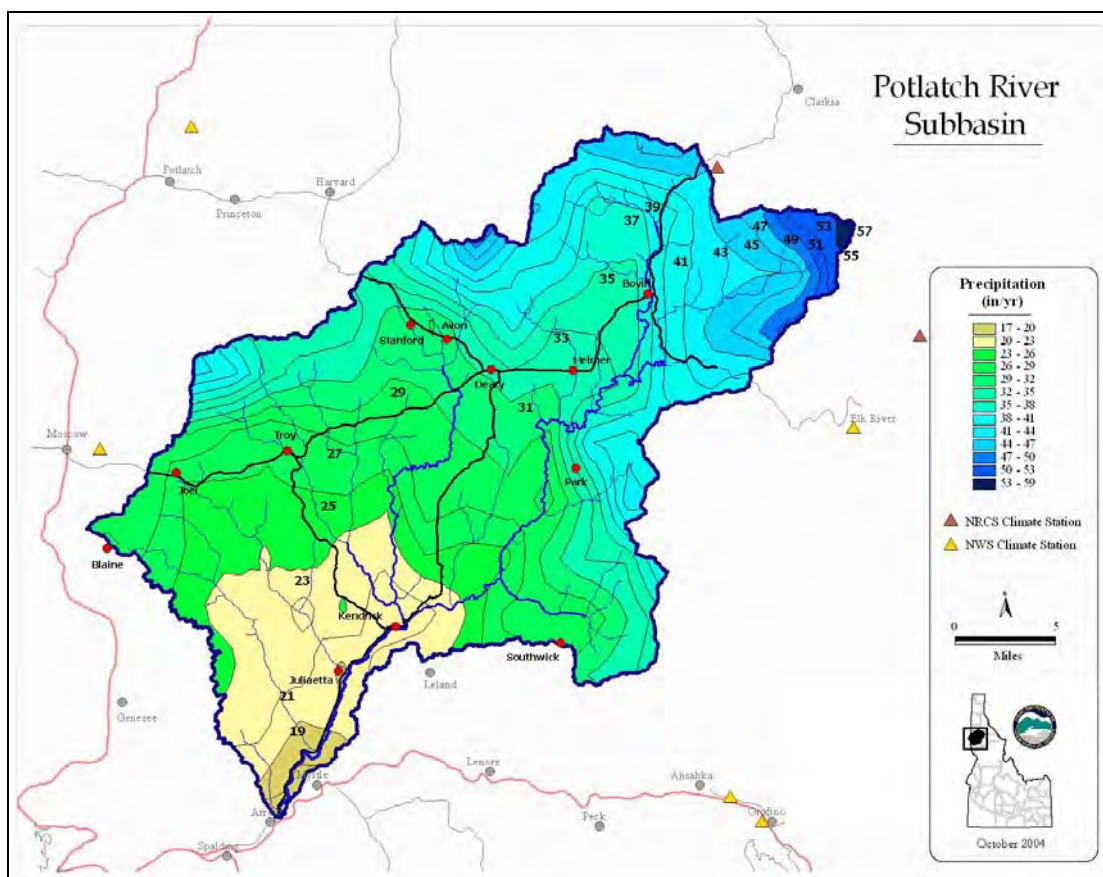 Potlatch River
Subbasin
Clarkia
Potlatch
Princeton
Harvard
39
37
47
53
57
49
51
45
43
55
41
35
Bovill
Avon
Stanford
33
Helmer
Deary
29
31
Elk River
Moscow
Troy
27
Joel
Park
25
Blaine
23
Kendrick
Southwick
Juliaetta
Leland
21
Genesee
19
Lenore
Ahsahka
Myrtle
Peck
Orofino
Spalding
Precipitation
(in/yr)
17 - 20
20 - 23
23 - 26
26 - 29
29 - 32
32 - 35
35 - 38
38 - 41
41 - 44
44 - 47
47 - 50
50 - 53
53 - 59
NRCS Climate Station
NWS Climate Station
0 5
Miles
October 2004